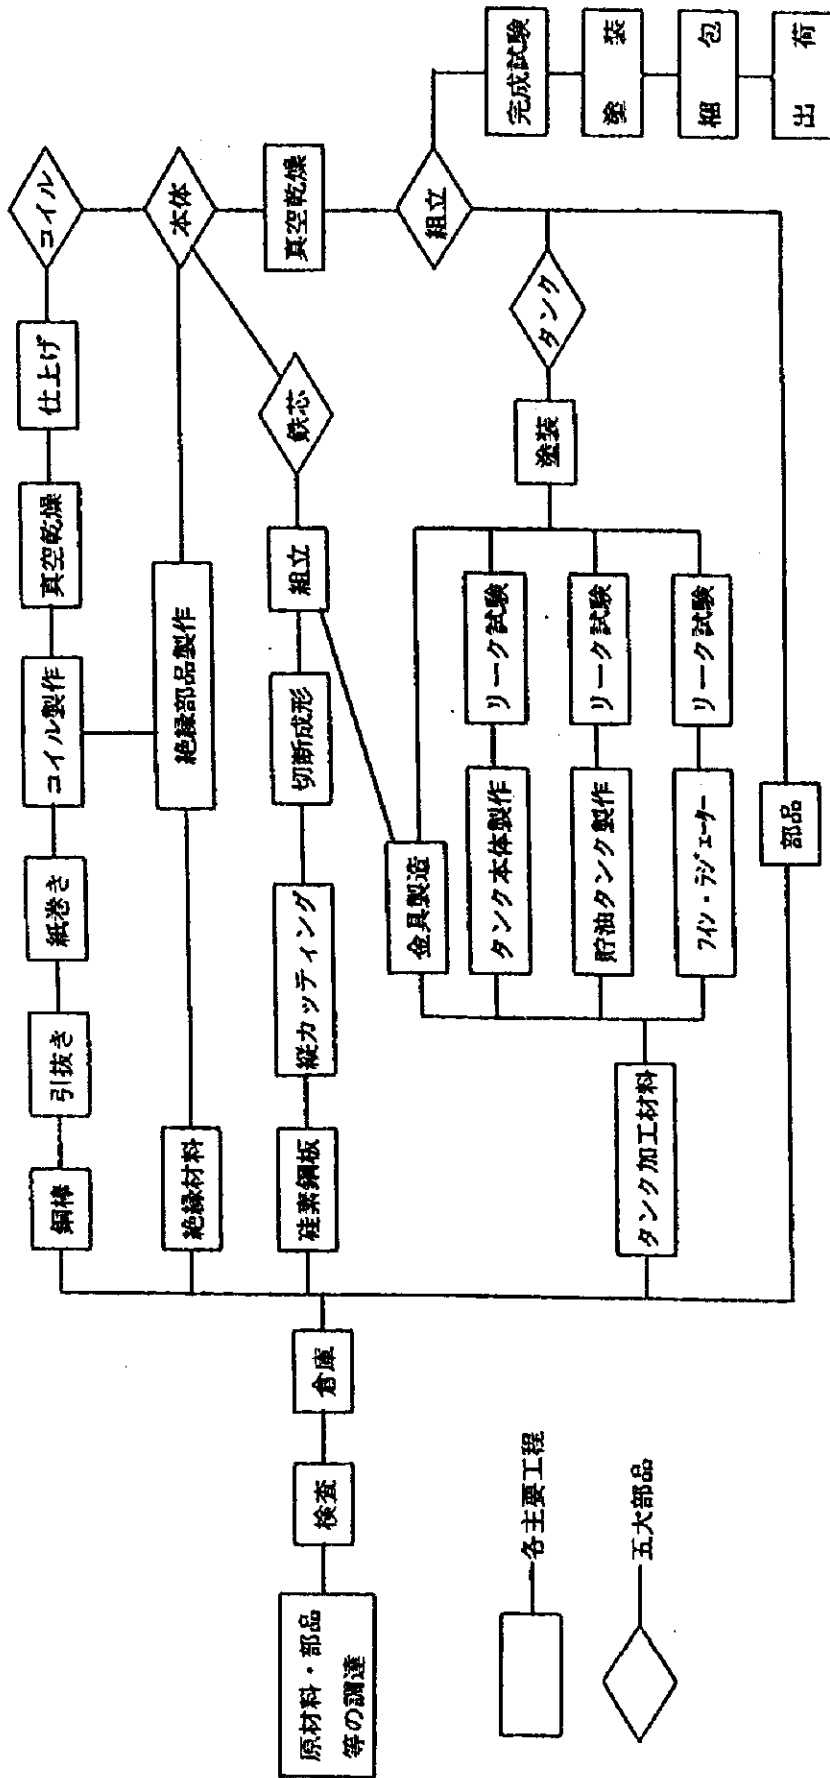 原材料・部品
等の調達
検査
倉庫
銅棒
引抜き
紙巻き
コイル製作
真空乾燥
仕上げ
コイル
絶縁材料
絶縁部品製作
本体
真空乾燥
硅素鋼板
縦カッティング
切断成形
組立
鉄芯
組立
完成試験
塗装
梱包
出荷
タンク加工材料
金具製造
タンク本体製作
リーク試験
貯油タンク製作
リーク試験
フィン・ラジエーター
リーク試験
塗装
タンク
部品
各主要工程
五大部品